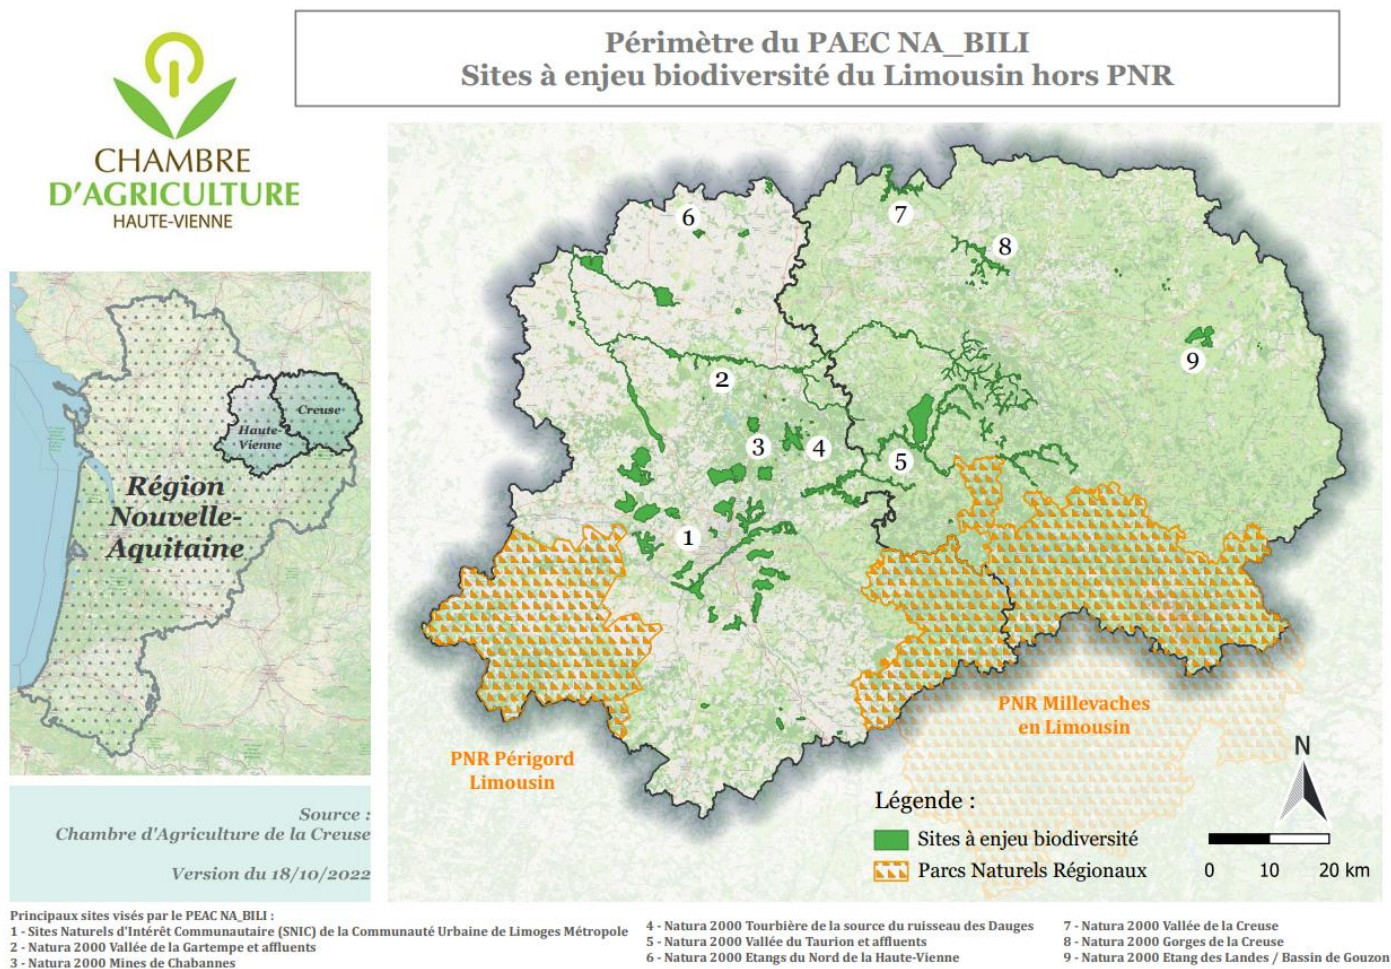 Périmètre du PAEC NA_BILI
Sites à enjeu biodiversité du Limousin hors PNR
CHAMBRE
D'AGRICULTURE
HAUTE-VIENNE
Haute-
Vienne
Creuse
Région
Nouvelle-
Aquitaine
Source :
Chambre d'Agriculture de la Creuse
Version du 18/10/2022
6
7
8
9
2
3
4
5
1
PNR Périgord
Limousin
PNR Millevaches
en Limousin
N
Légende :
Sites à enjeu biodiversité
Parcs Naturels Régionaux
0 10 20 km
Principaux sites visés par le PEAC NA_BILI :
1 - Sites Naturels d'Intérêt Communautaire (SNIC) de la Communauté Urbaine de Limoges Métropole
2 - Natura 2000 Vallée de la Gartempe et affluents
3 - Natura 2000 Mines de Chabannes
4 - Natura 2000 Tourbière de la source du ruisseau des Dauges
5 - Natura 2000 Vallée du Taurion et affluents
6 - Natura 2000 Etangs du Nord de la Haute-Vienne
7 - Natura 2000 Vallée de la Creuse
8 - Natura 2000 Gorges de la Creuse
9 - Natura 2000 Etang des Landes / Bassin de Gouzon